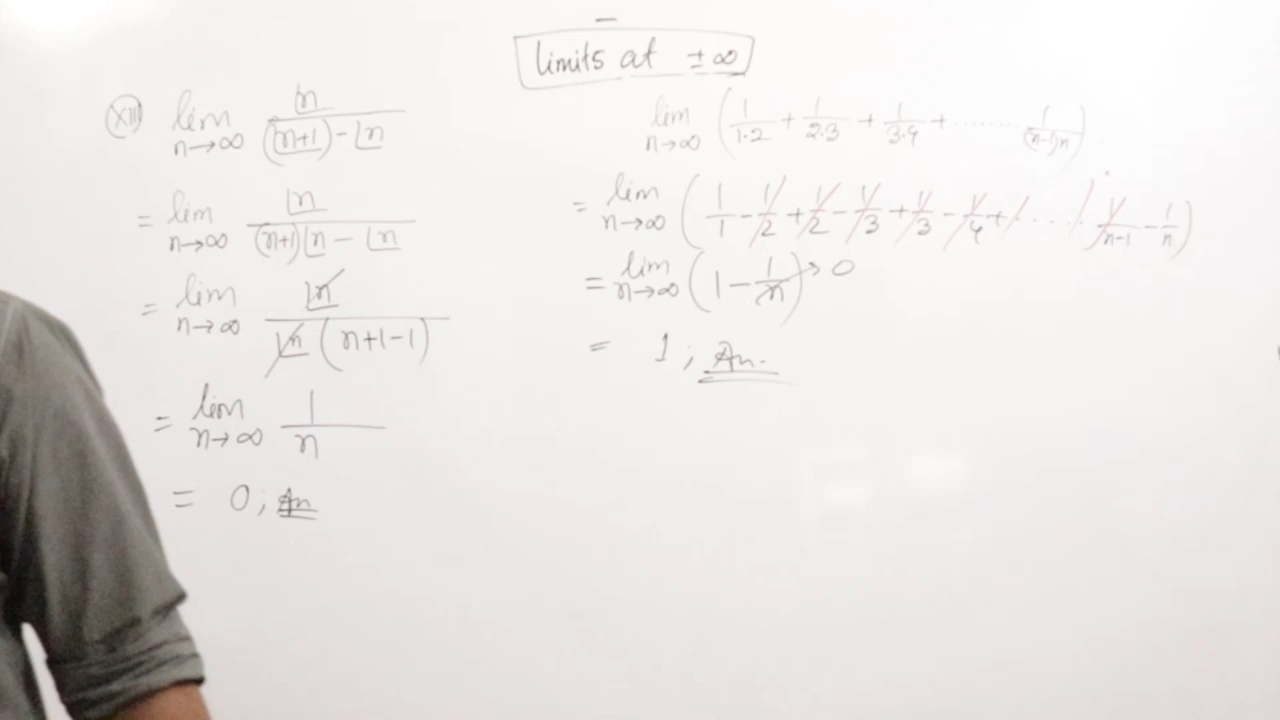 limits at ±∞
(XII) lim n→∞ ⌊n / (⌊n+1) - ⌊n
= lim n→∞ ⌊n / (n+1)⌊n - ⌊n
= lim n→∞ ⌊n / ⌊n (n+1-1)
= lim n→∞ 1/n
= 0; An
lim n→∞ (1/1.2 + 1/2.3 + 1/3.4 + ........ 1/(n-1)n)
= lim n→∞ (1/1 - 1/2 + 1/2 - 1/3 + 1/3 - 1/4 + / .... / 1/n-1 - 1/n)
= lim n→∞ (1 - 1/n) → 0
= 1; An.